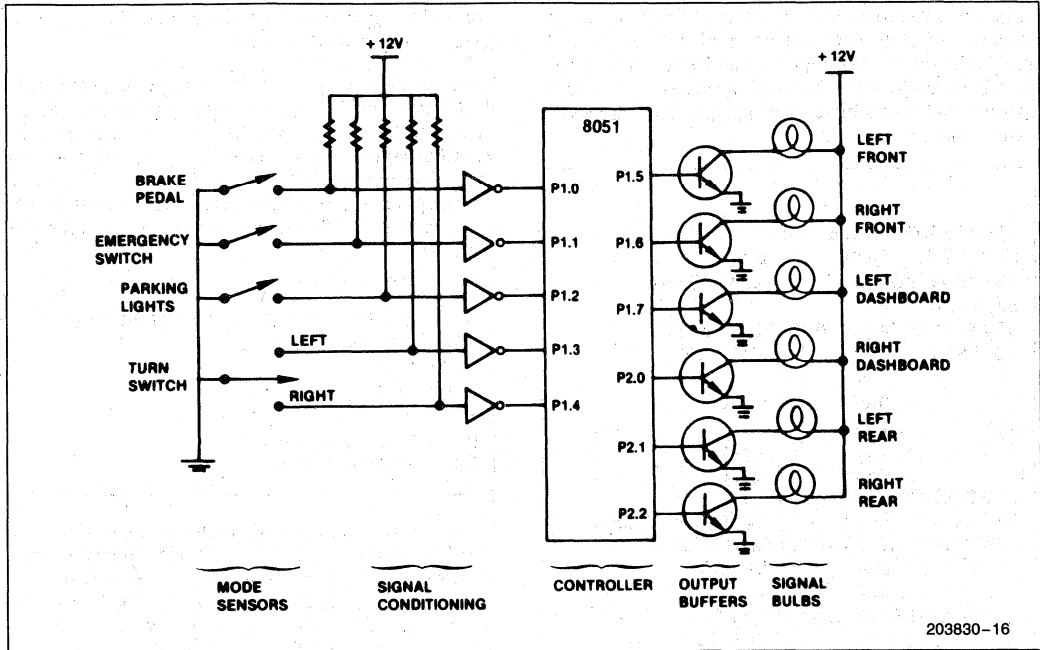 + 12V
+ 12V
8051
BRAKE
PEDAL
EMERGENCY
SWITCH
PARKING
LIGHTS
TURN
SWITCH
LEFT
RIGHT
P1.0
P1.1
P1.2
P1.3
P1.4
P1.5
P1.6
P1.7
P2.0
P2.1
P2.2
LEFT
FRONT
RIGHT
FRONT
LEFT
DASHBOARD
RIGHT
DASHBOARD
LEFT
REAR
RIGHT
REAR
MODE
SENSORS
SIGNAL
CONDITIONING
CONTROLLER
OUTPUT
BUFFERS
SIGNAL
BULBS
203830-16